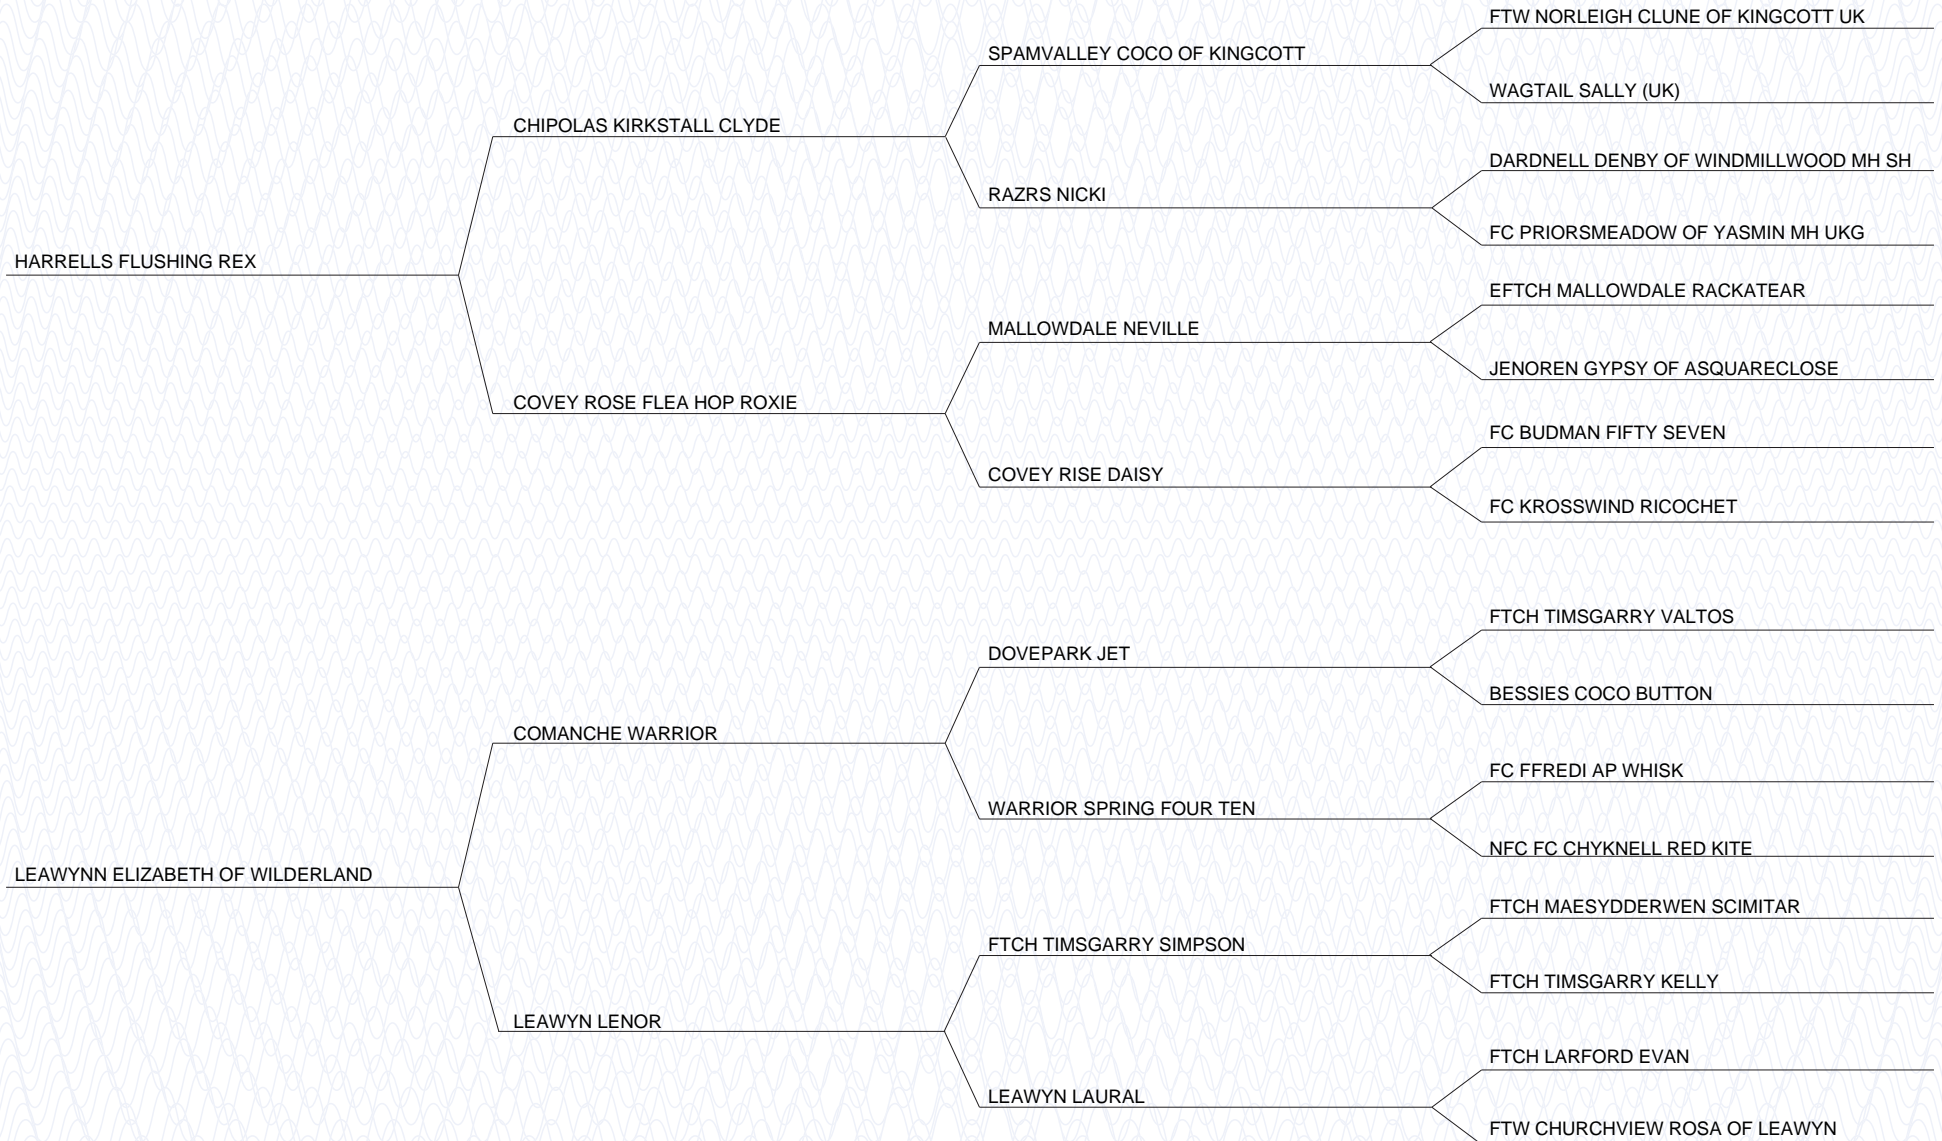 FTW NORLEIGH CLUNE OF KINGCOTT UK
SPAMVALLEY COCO OF KINGCOTT
WAGTAIL SALLY (UK)
CHIPOLAS KIRKSTALL CLYDE
DARDNELL DENBY OF WINDMILLWOOD MH SH
RAZRS NICKI
FC PRIORSMEADOW OF YASMIN MH UKG
HARRELLS FLUSHING REX
EFTCH MALLOWDALE RACKATEAR
MALLOWDALE NEVILLE
JENOREN GYPSY OF ASQUARECLOSE
COVEY ROSE FLEA HOP ROXIE
FC BUDMAN FIFTY SEVEN
COVEY RISE DAISY
FC KROSSWIND RICOCHET
FTCH TIMSGARRY VALTOS
DOVEPARK JET
BESSIES COCO BUTTON
COMANCHE WARRIOR
FC FFREDI AP WHISK
WARRIOR SPRING FOUR TEN
NFC FC CHYKNELL RED KITE
LEAWYNN ELIZABETH OF WILDERLAND
FTCH MAESYDDERWEN SCIMITAR
FTCH TIMSGARRY SIMPSON
FTCH TIMSGARRY KELLY
LEAWYN LENOR
FTCH LARFORD EVAN
LEAWYN LAURAL
FTW CHURCHVIEW ROSA OF LEAWYN